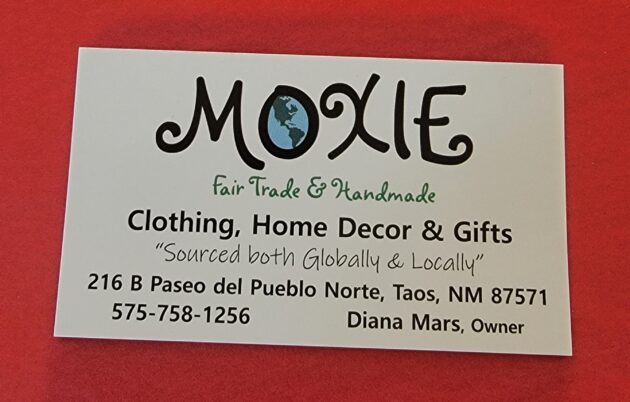 MOXIE
Fair Trade & Handmade
Clothing, Home Decor & Gifts
"Sourced both Globally & Locally"
216 B Paseo del Pueblo Norte, Taos, NM 87571
575-758-1256 Diana Mars, Owner